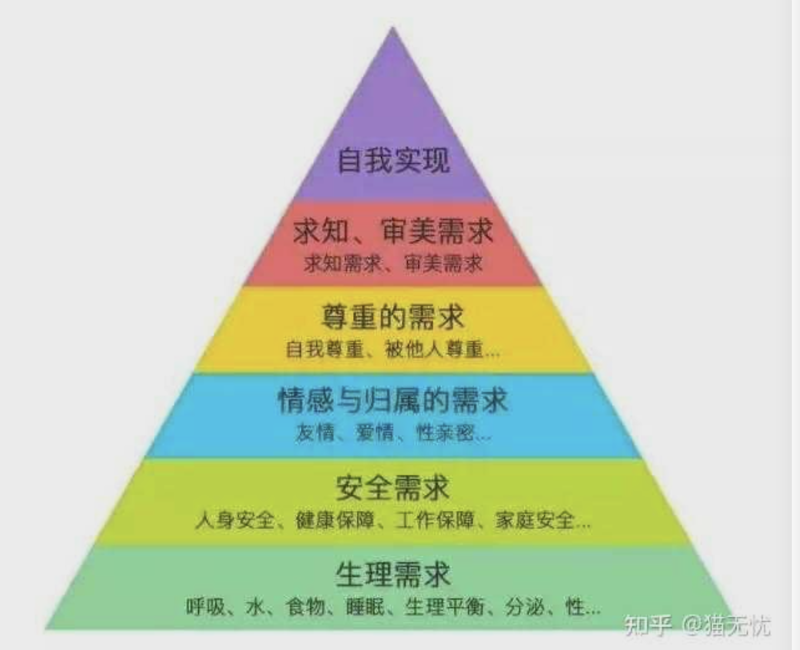 自我实现
求知、审美需求
求知需求、审美需求
尊重的需求
自我尊重、被他人尊重...
情感与归属的需求
友情、爱情、性亲密...
安全需求
人身安全、健康保障、工作保障、家庭安全...
生理需求
呼吸、水、食物、睡眠、生理平衡、分泌、性...
知乎 @猫无忧